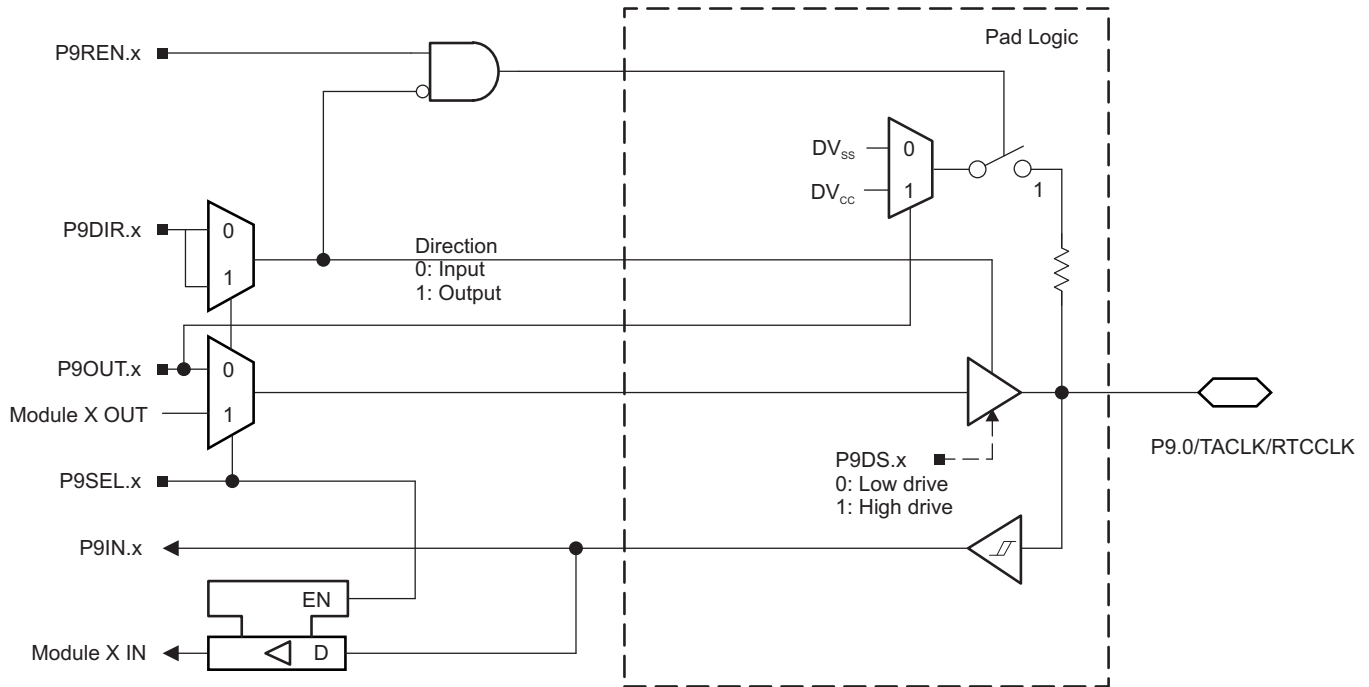 Pad Logic
P9REN.x
DVSS
0
DVCC
1
1
P9DIR.x
0
1
Direction
0: Input
1: Output
P9OUT.x
0
Module X OUT
1
P9.0/TACLK/RTCCLK
P9SEL.x
P9DS.x
0: Low drive
1: High drive
P9IN.x
EN
Module X IN
D